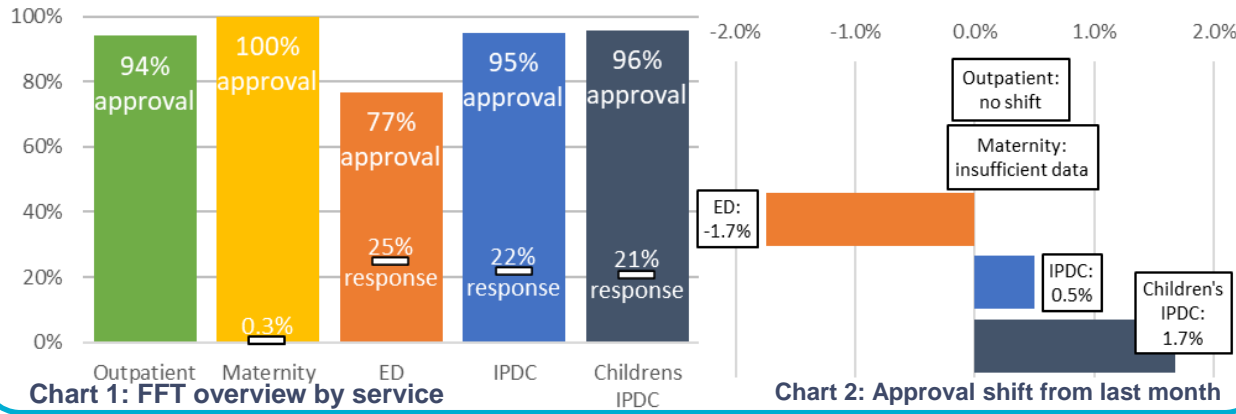 100%
80%
60%
40%
20%
0%
94%
approval
100%
approval
77%
approval
95%
approval
96%
approval
0.3%
25%
response
22%
response
21%
response
Outpatient
Maternity
ED
IPDC
Childrens
IPDC
Chart 1: FFT overview by service
-2.0%
-1.0%
0.0%
1.0%
2.0%
Outpatient:
no shift
Maternity:
insufficient data
ED:
-1.7%
IPDC:
0.5%
Children's
IPDC:
1.7%
Chart 2: Approval shift from last month